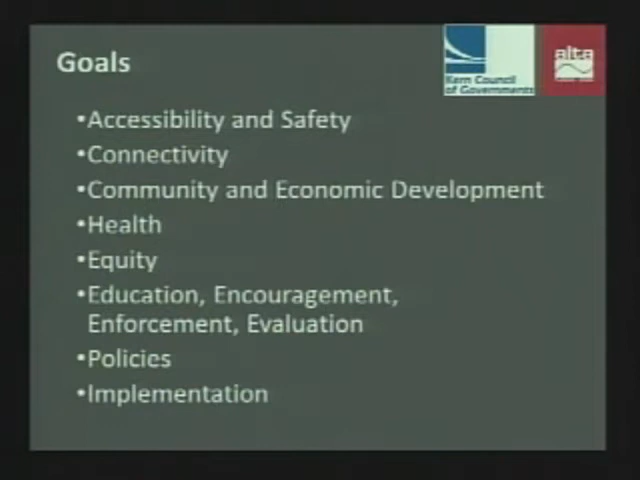 Goals
Kern Council
of Governments
alta
•Accessibility and Safety
•Connectivity
•Community and Economic Development
•Health
•Equity
•Education, Encouragement,
Enforcement, Evaluation
•Policies
•Implementation